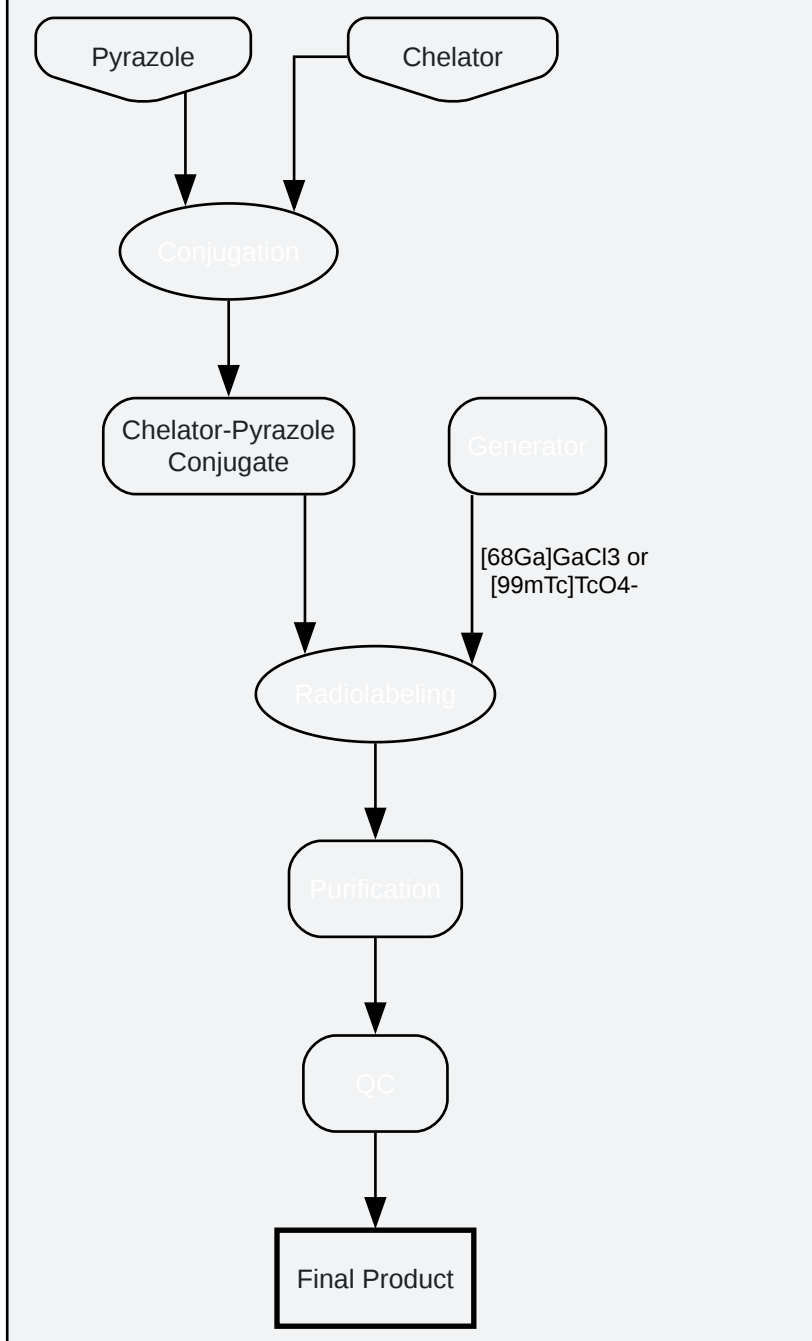 Pyrazole
Chelator
Conjugation
Chelator-Pyrazole
Conjugate
Generator
[68Ga]GaCl3 or
[99mTc]TcO4-
Radiolabeling
Purification
QC
Final Product